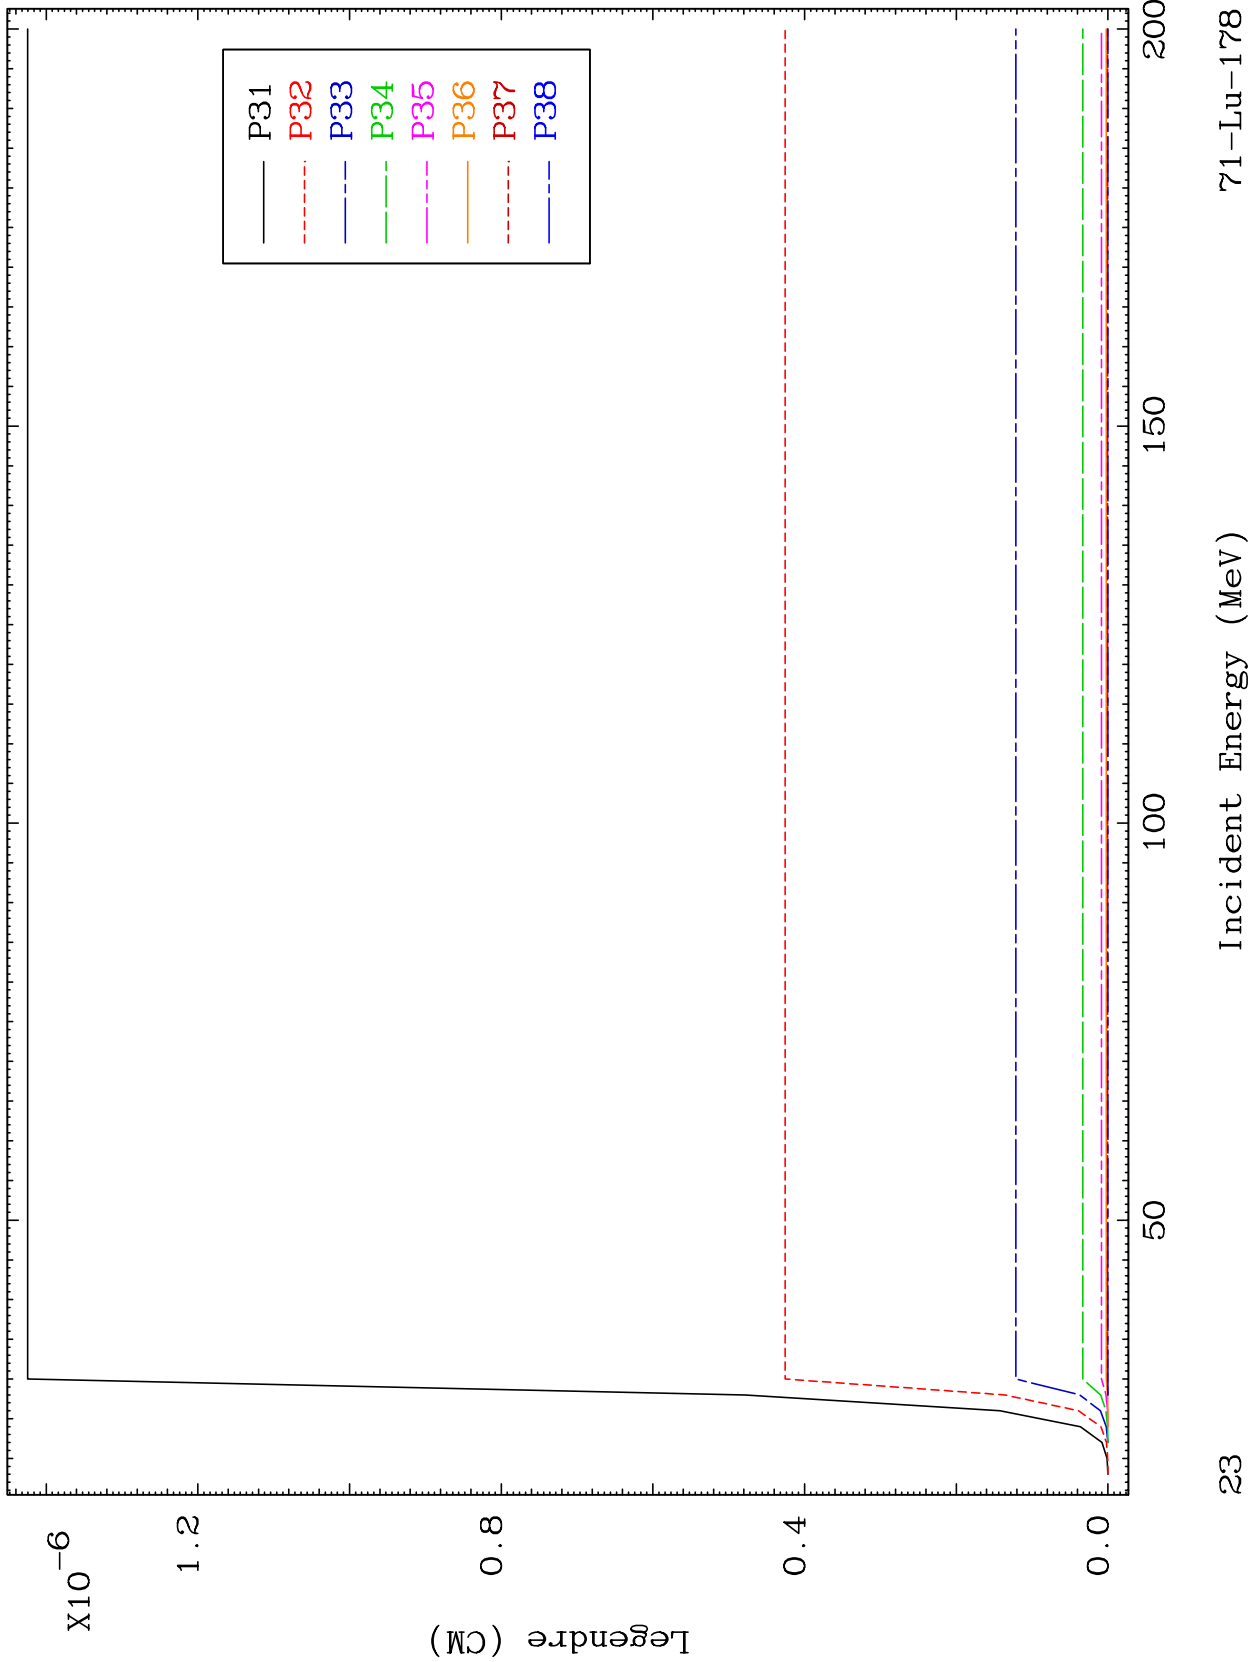 X10-6
1.2
0.8
0.4
0.0
Legendre (CM)
P31
P32
P33
P34
P35
P36
P37
P38
50
100
150
200
23
Incident Energy (MeV)
71-Lu-178